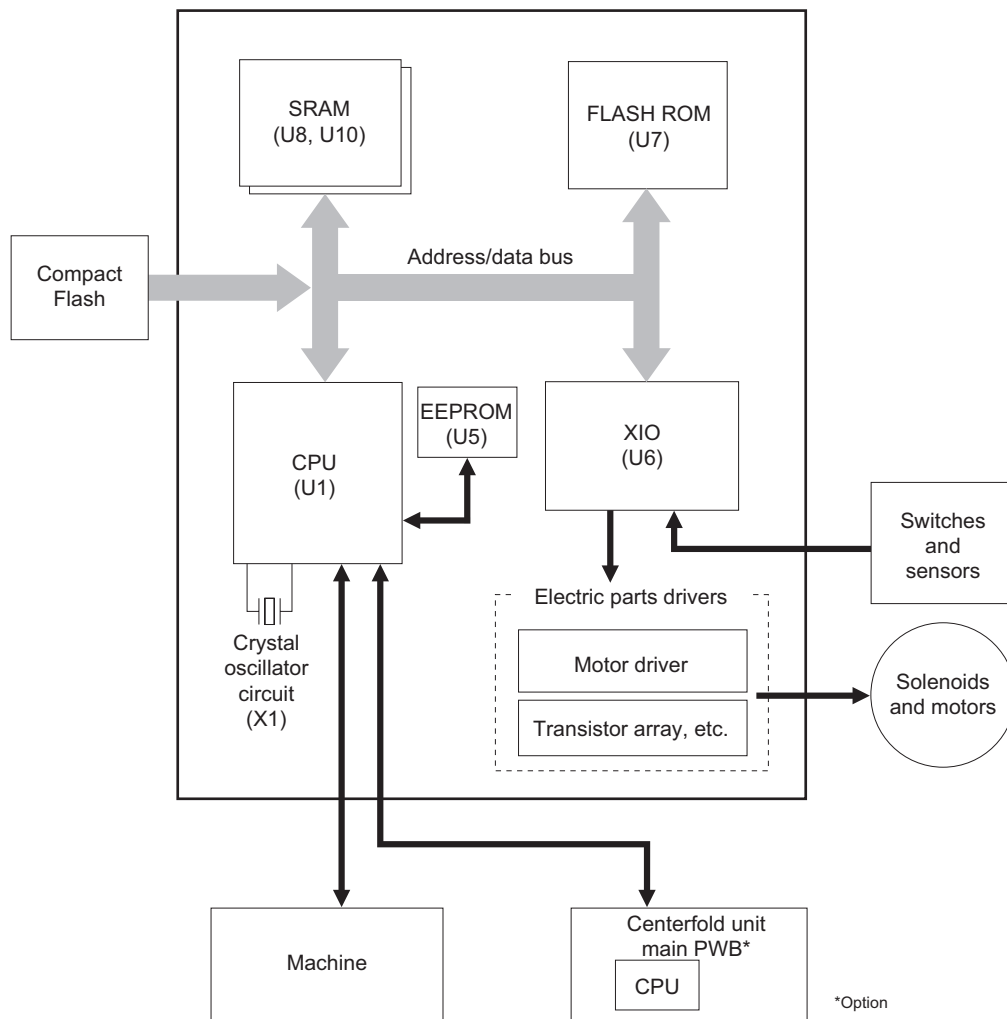 SRAM
(U8, U10)
FLASH ROM
(U7)
Compact
Flash
Address/data bus
CPU
(U1)
EEPROM
(U5)
XIO
(U6)
Switches
and
sensors
Crystal
oscillator
circuit
(X1)
Electric parts drivers
Motor driver
Transistor array, etc.
Solenoids
and motors
Machine
Centerfold unit
main PWB*
CPU
*Option